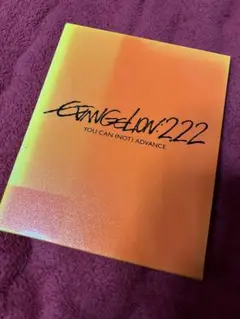 EVANGELION:2.22
YOU CAN (NOT) ADVANCE.